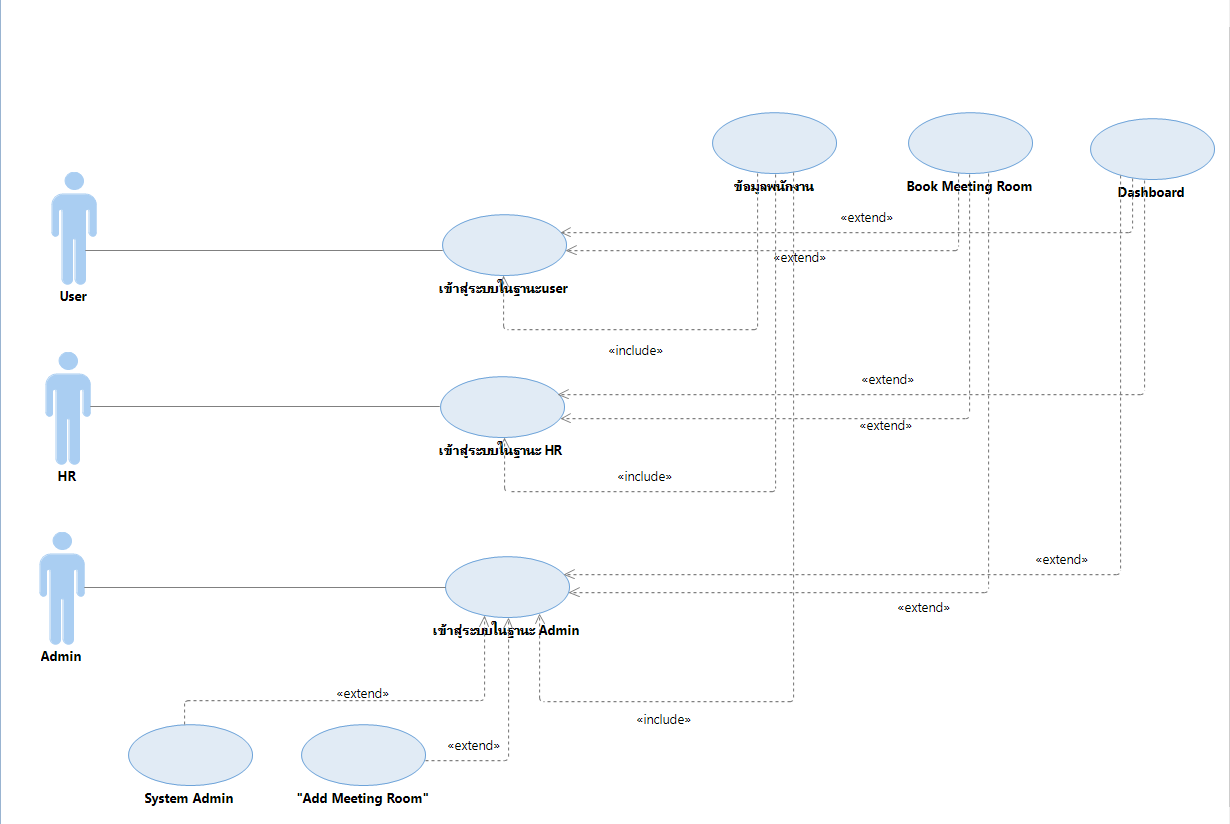 ข้อมูลพนักงาน
Book Meeting Room
Dashboard
«extend»
«extend»
User
เข้าสู่ระบบในฐานะuser
«include»
«extend»
«extend»
HR
เข้าสู่ระบบในฐานะ HR
«include»
«extend»
«extend»
Admin
เข้าสู่ระบบในฐานะ Admin
«extend»
«include»
«extend»
System Admin
"Add Meeting Room"